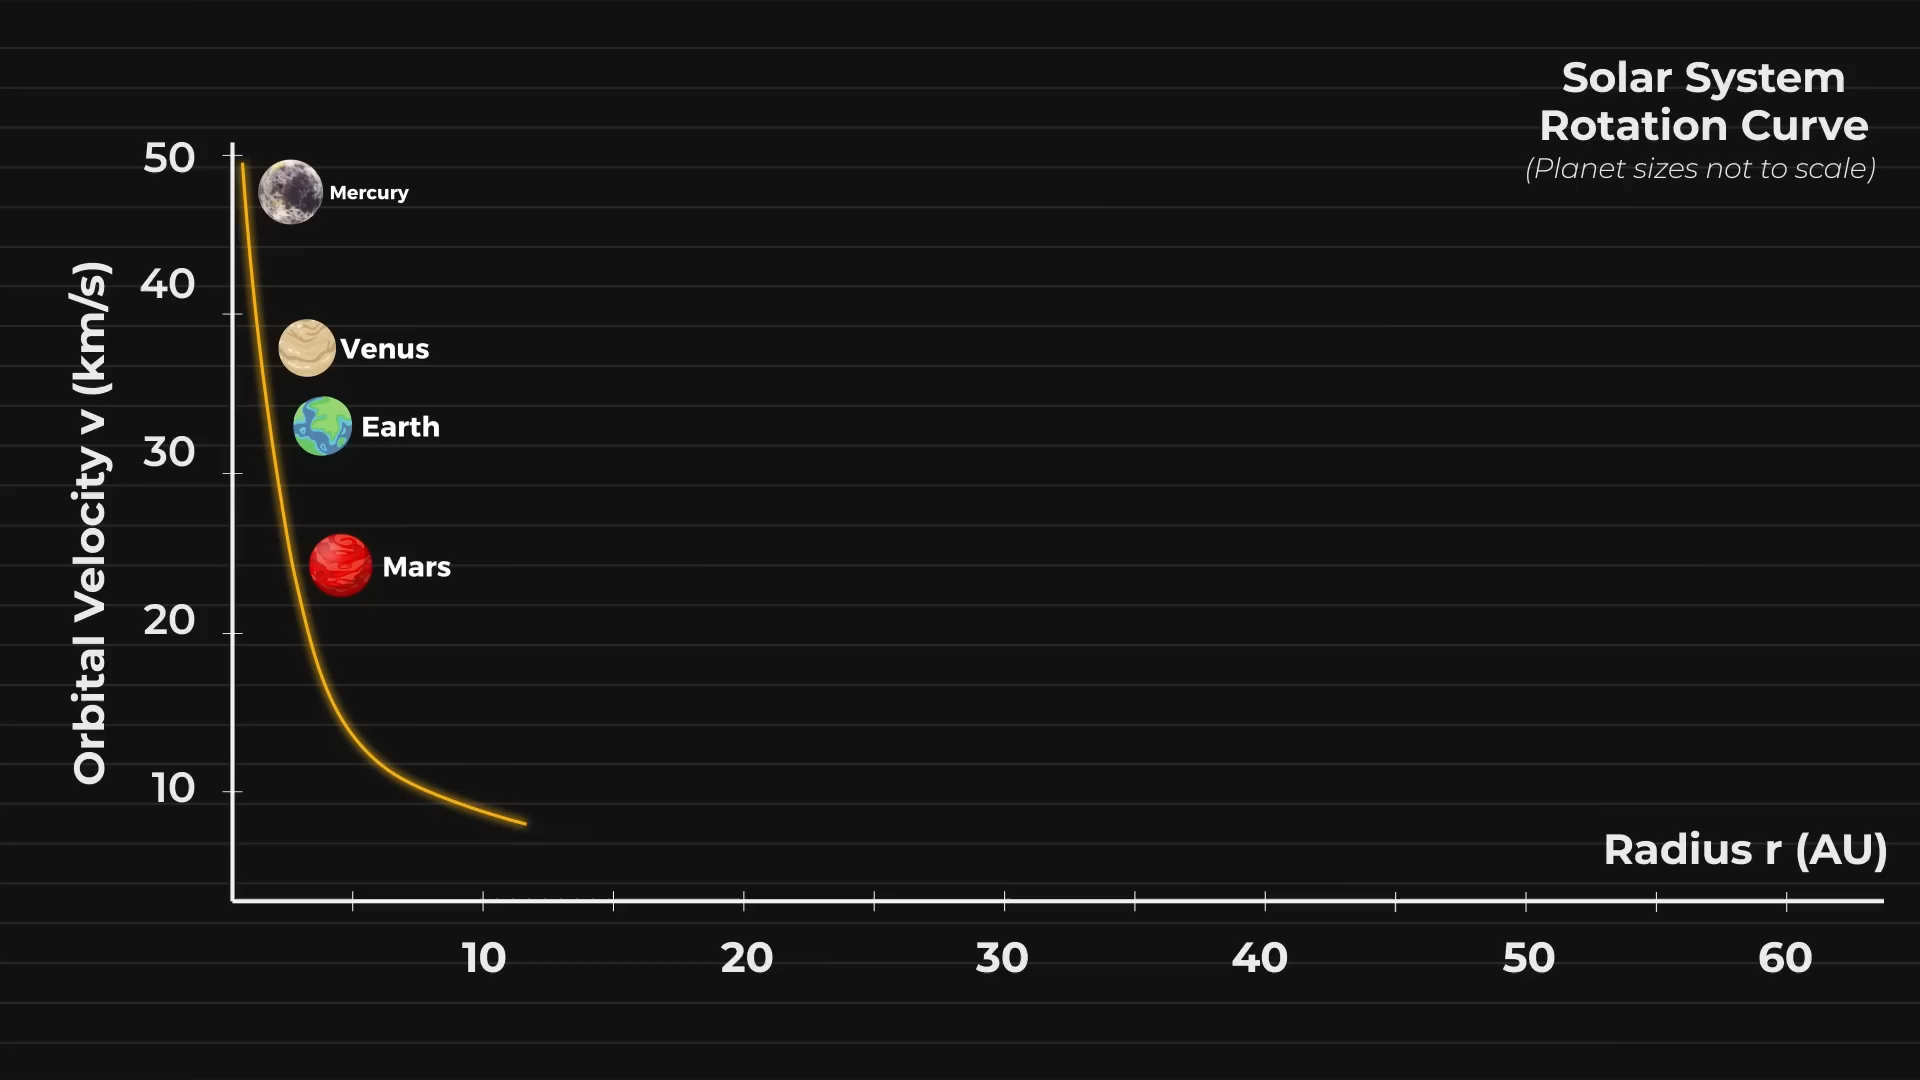 Solar System
Rotation Curve
(Planet sizes not to scale)
50
Mercury
40
Venus
Earth
30
Mars
20
10
Orbital Velocity v (km/s)
Radius r (AU)
10 20 30 40 50 60